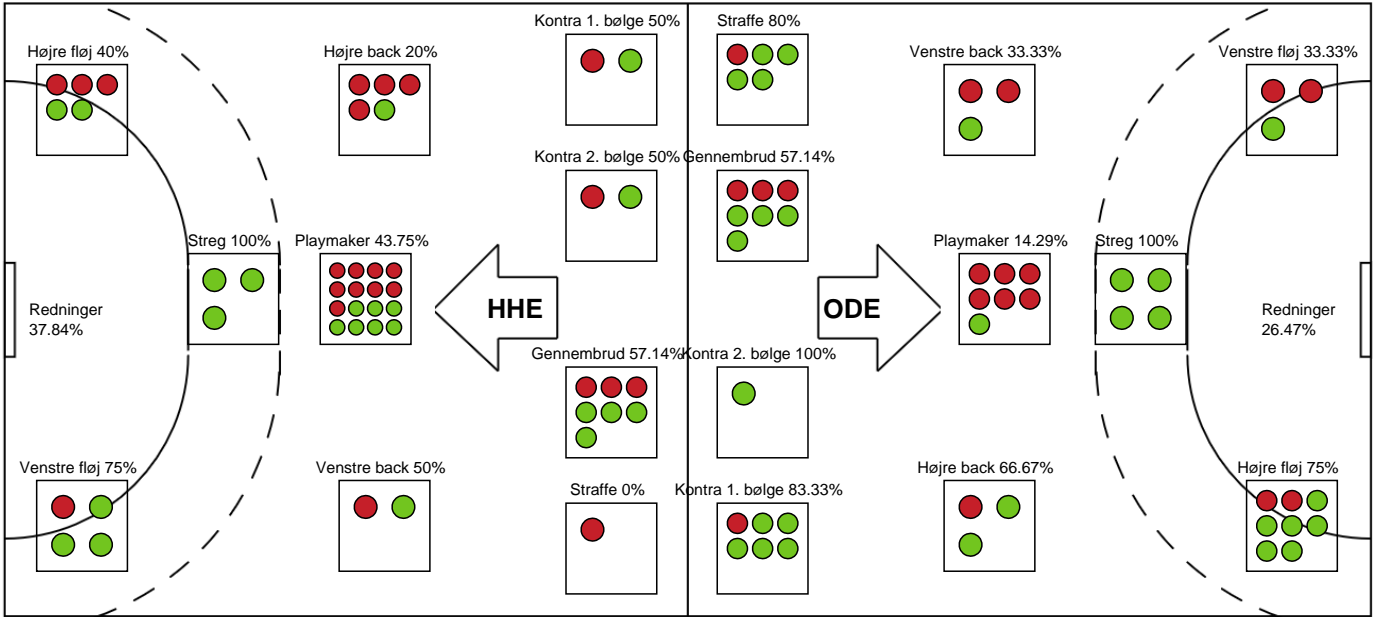 Kontra 1. bølge 50%
Straffe 80%
Højre fløj 40%
Højre back 20%
Venstre back 33.33%
Venstre fløj 33.33%
Kontra 2. bølge 50%
Gennembrud 57.14%
Streg 100%
Playmaker 43.75%
Playmaker 14.29%
Streg 100%
Redninger
37.84%
HHE
ODE
Redninger
26.47%
Gennembrud 57.14%
Kontra 2. bølge 100%
Venstre fløj 75%
Venstre back 50%
Straffe 0%
Kontra 1. bølge 83.33%
Højre back 66.67%
Højre fløj 75%